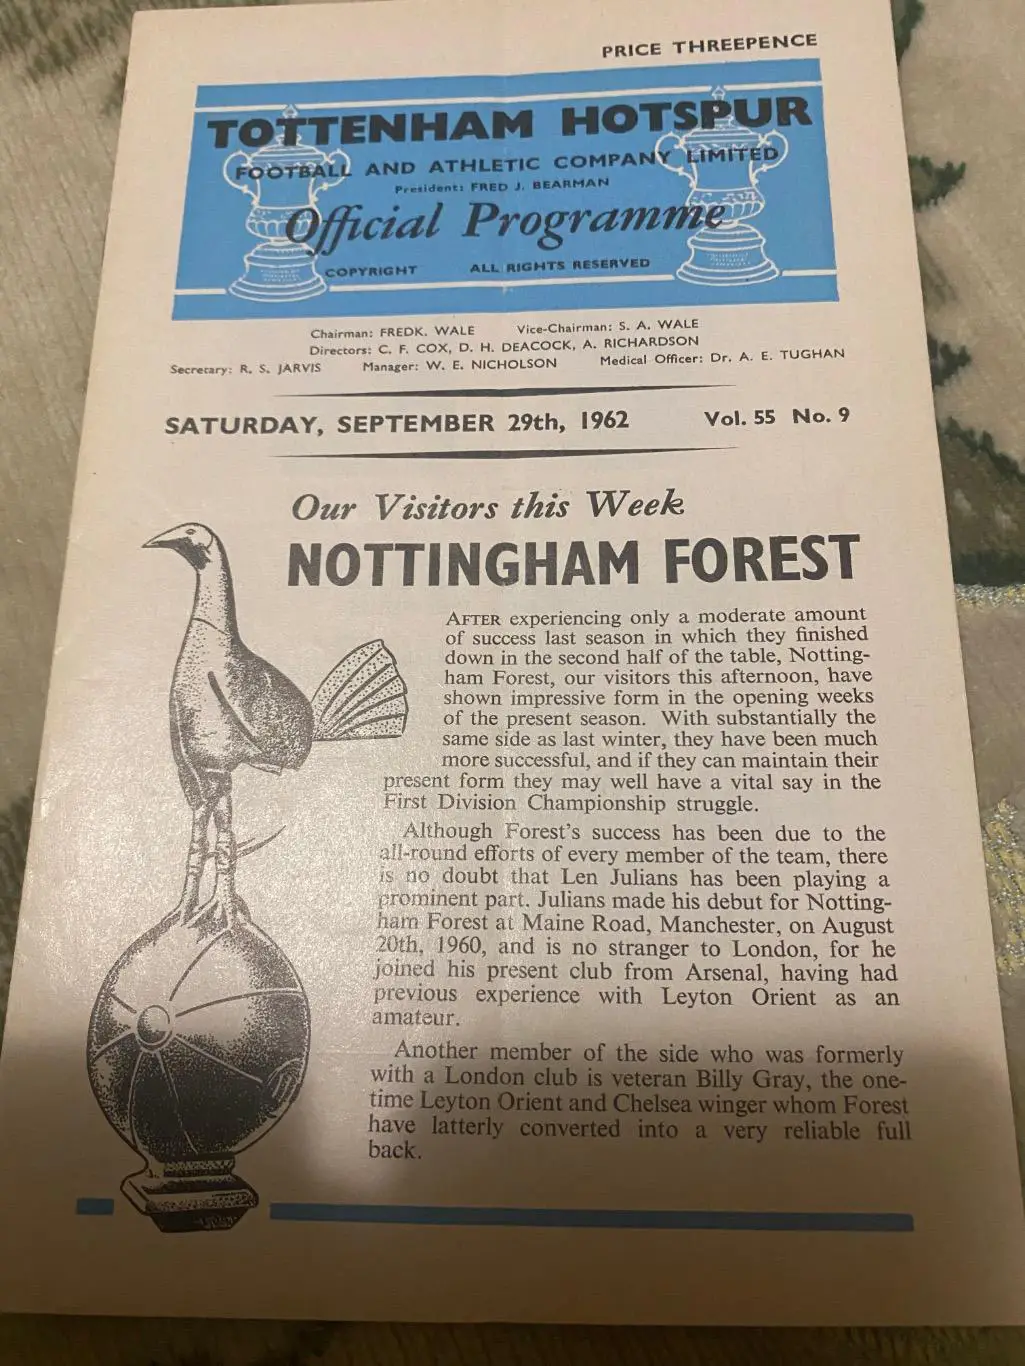 PRICE THREEPENCE
TOTTENHAM HOTSPUR
FOOTBALL AND ATHLETIC COMPANY LIMITED
President: FRED J. BEARMAN
Official Programme
COPYRIGHT ALL RIGHTS RESERVED
Chairman: FREDK. WALE Vice-Chairman: S. A. WALE
Directors: C. F. COX, D. H. DEACOCK, A. RICHARDSON
Secretary: R. S. JARVIS Manager: W. E. NICHOLSON Medical Officer: Dr. A. E. TUGHAN
SATURDAY, SEPTEMBER 29th, 1962 Vol. 55 No. 9
Our Visitors this Week
NOTTINGHAM FOREST
AFTER experiencing only a moderate amount
of success last season in which they finished
down in the second half of the table, Notting-
ham Forest, our visitors this afternoon, have
shown impressive form in the opening weeks
of the present season. With substantially the
same side as last winter, they have been much
more successful, and if they can maintain their
present form they may well have a vital say in the
First Division Championship struggle.
Although Forest's success has been due to the
all-round efforts of every member of the team, there
is no doubt that Len Julians has been playing a
prominent part. Julians made his debut for Notting-
ham Forest at Maine Road, Manchester, on August
20th, 1960, and is no stranger to London, for he
joined his present club from Arsenal, having had
previous experience with Leyton Orient as an
amateur.
Another member of the side who was formerly
with a London club is veteran Billy Gray, the one-
time Leyton Orient and Chelsea winger whom Forest
have latterly converted into a very reliable full
back.